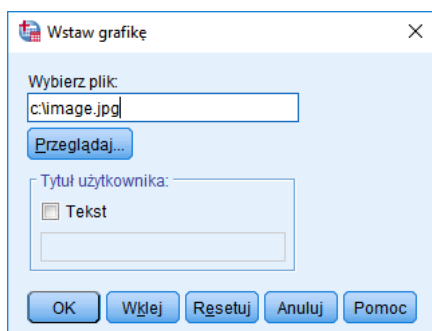 Wstaw grafikę
Wybierz plik:
c:\image.jpg
Przeglądaj...
Tytuł użytkownika:
Tekst
OK Wklej Resetuj Anuluj Pomoc